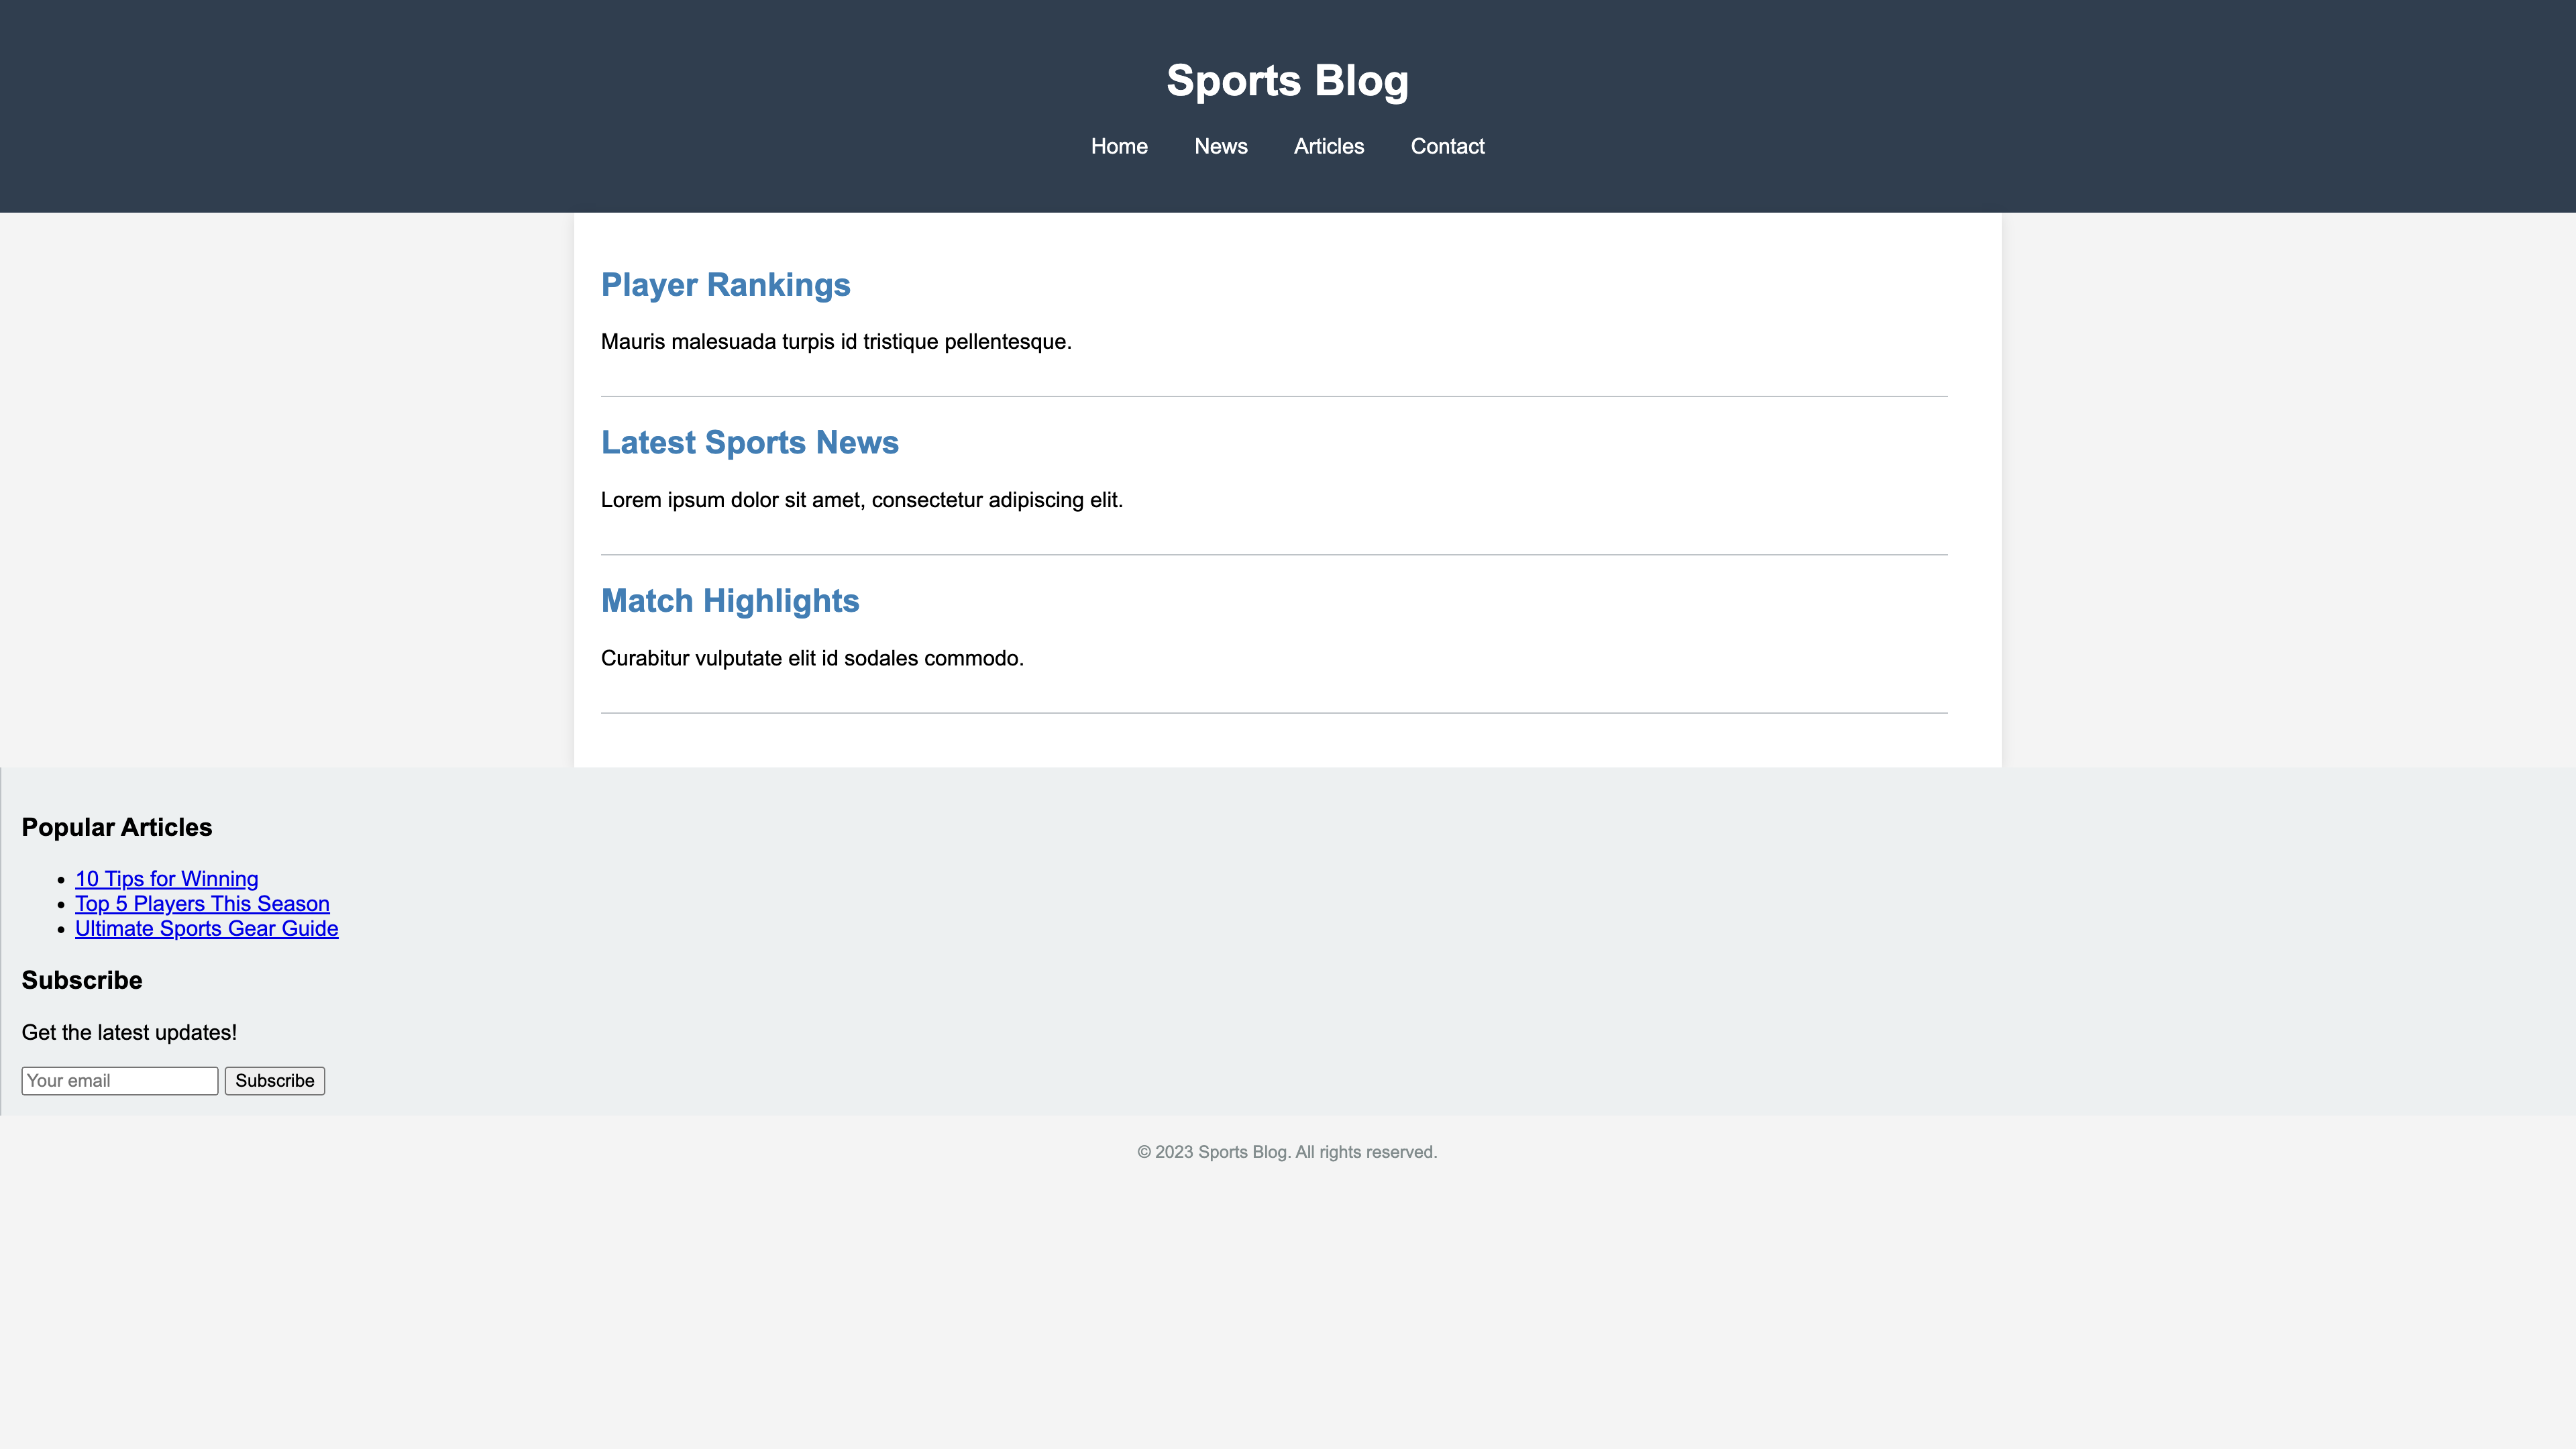 Sports Blog
Home News Articles Contact
Player Rankings
Mauris malesuada turpis id tristique pellentesque.
Latest Sports News
Lorem ipsum dolor sit amet, consectetur adipiscing elit.
Match Highlights
Curabitur vulputate elit id sodales commodo.
Popular Articles
10 Tips for Winning
Top 5 Players This Season
Ultimate Sports Gear Guide
Subscribe
Get the latest updates!
Your email Subscribe
© 2023 Sports Blog. All rights reserved.